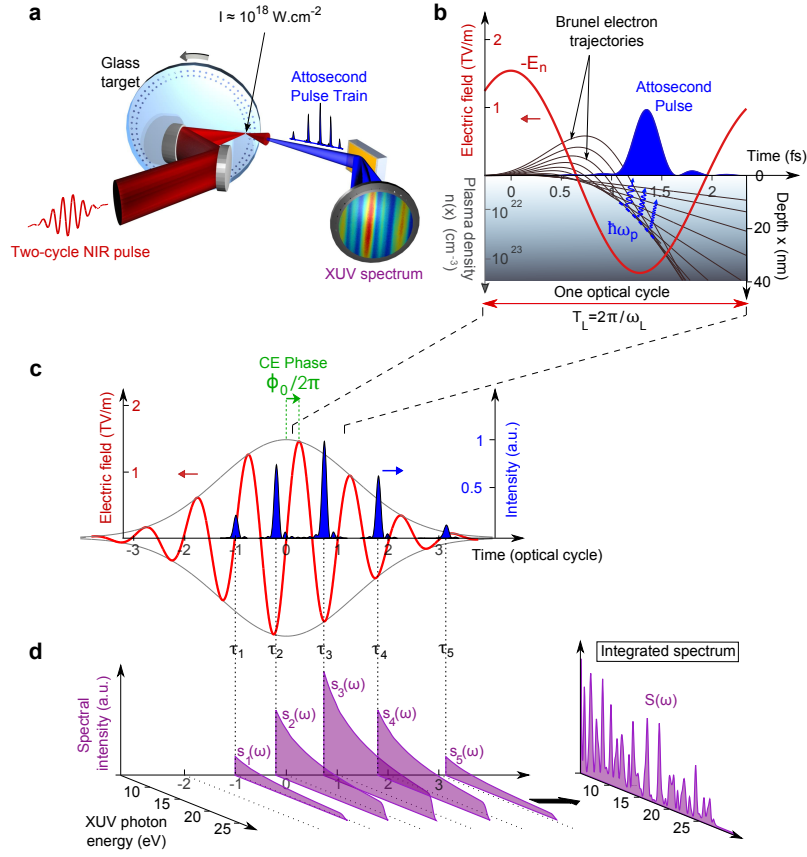 a
I ≈ 10¹⁸ W.cm⁻²
Glass
target
Attosecond
Pulse Train
Two-cycle NIR pulse
XUV spectrum
b
Electric field (TV/m)
2
1
0
-Eₙ
Brunel electron
trajectories
Attosecond
Pulse
Time (fs)
0 0.5 1 1.5 2
0
20
40
Depth x (nm)
Plasma density
n(x) (cm⁻³)
10²²
10²³
ħωₚ
One optical cycle
T_L=2π/ω_L
c
CE Phase
ϕ₀/2π
Electric field (TV/m)
2
1
0
Intensity (a.u.)
1
0.5
-3 -2 -1 0 1 2 3
Time (optical cycle)
τ₁ τ₂ τ₃ τ₄ τ₅
d
Spectral
intensity (a.u.)
s₁(ω)
s₂(ω)
s₃(ω)
s₄(ω)
s₅(ω)
-2 0 1 2 3
10
15
20
25
XUV photon
energy (eV)
Integrated spectrum
S(ω)
10
15
20
25